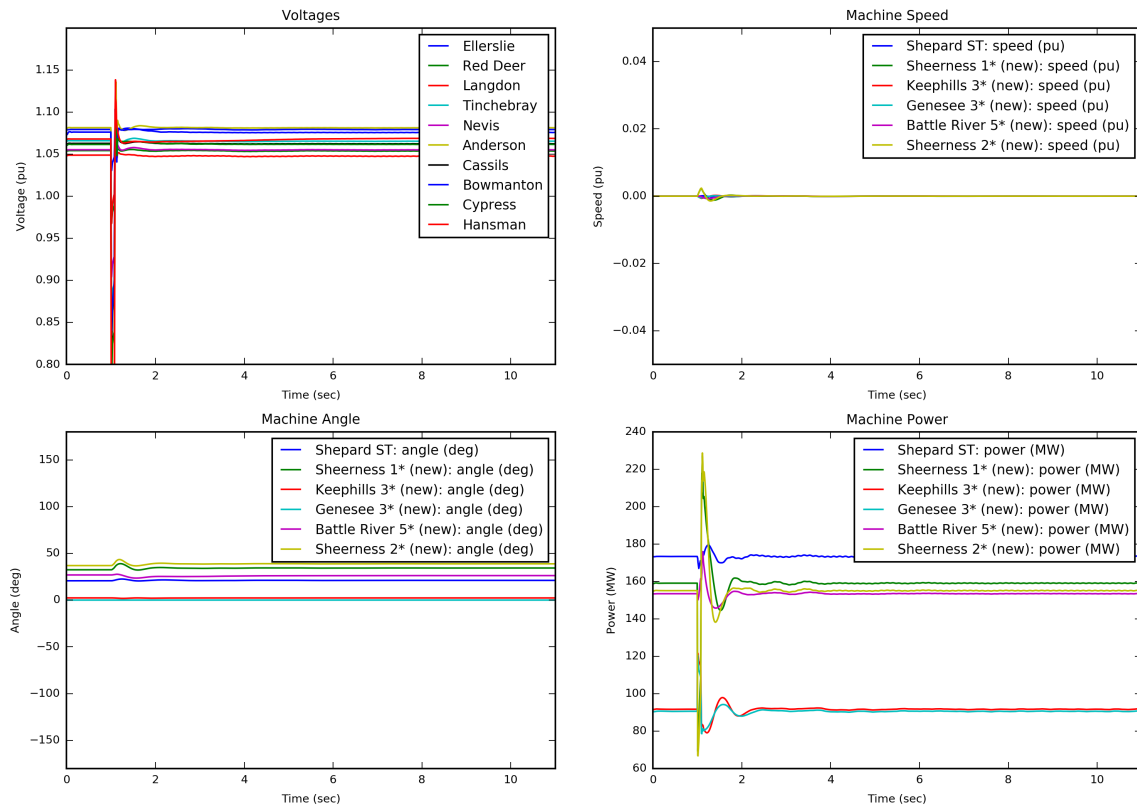 Voltages
Voltage (pu)
1.15
1.10
1.05
1.00
0.95
0.90
0.85
0.80
0 2 4 6 8 10
Time (sec)
Ellerslie
Red Deer
Langdon
Tinchebray
Nevis
Anderson
Cassils
Bowmanton
Cypress
Hansman
Machine Speed
Speed (pu)
0.04
0.02
0.00
−0.02
−0.04
0 2 4 6 8 10
Time (sec)
Shepard ST: speed (pu)
Sheerness 1* (new): speed (pu)
Keephills 3* (new): speed (pu)
Genesee 3* (new): speed (pu)
Battle River 5* (new): speed (pu)
Sheerness 2* (new): speed (pu)
Machine Angle
Angle (deg)
150
100
50
0
−50
−100
−150
0 2 4 6 8 10
Time (sec)
Shepard ST: angle (deg)
Sheerness 1* (new): angle (deg)
Keephills 3* (new): angle (deg)
Genesee 3* (new): angle (deg)
Battle River 5* (new): angle (deg)
Sheerness 2* (new): angle (deg)
Machine Power
Power (MW)
240
220
200
180
160
140
120
100
80
60
0 2 4 6 8 10
Time (sec)
Shepard ST: power (MW)
Sheerness 1* (new): power (MW)
Keephills 3* (new): power (MW)
Genesee 3* (new): power (MW)
Battle River 5* (new): power (MW)
Sheerness 2* (new): power (MW)